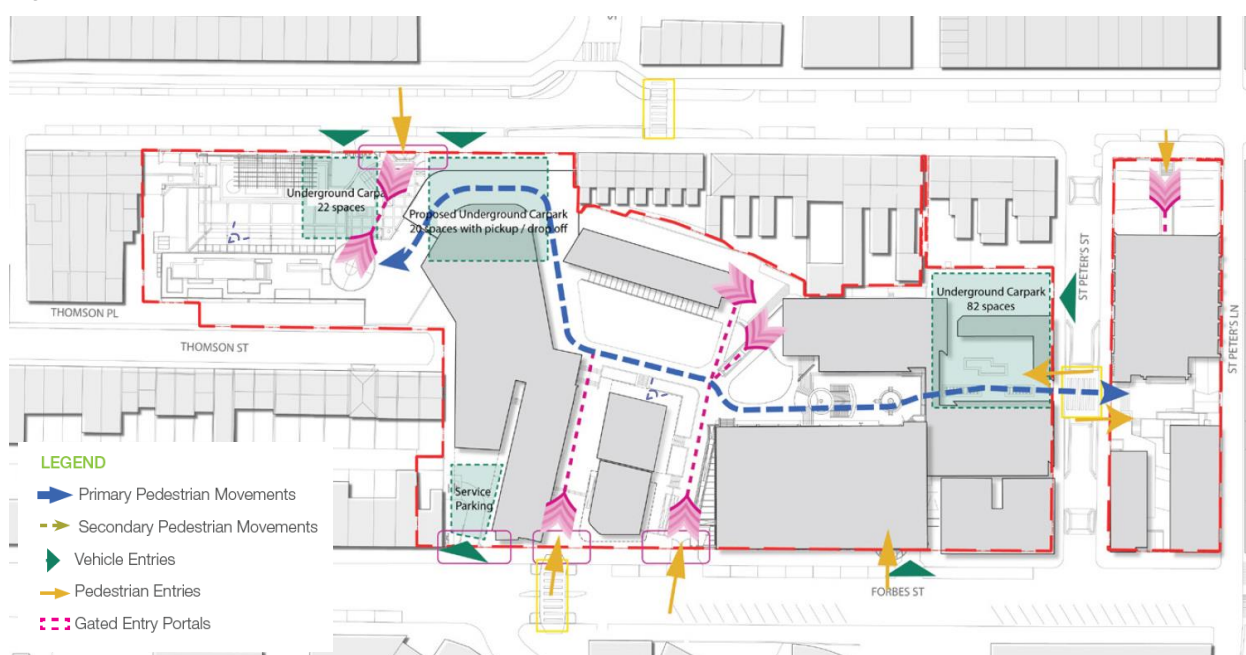 ST
Underground Carpa
22 spaces
Proposed Underground Carpark
20 spaces with pickup / drop off
Underground Carpark
82 spaces
ST PETER'S ST
ST PETER'S LN
THOMSON PL
THOMSON ST
Service
Parking
FORBES ST
LEGEND
Primary Pedestrian Movements
Secondary Pedestrian Movements
Vehicle Entries
Pedestrian Entries
Gated Entry Portals